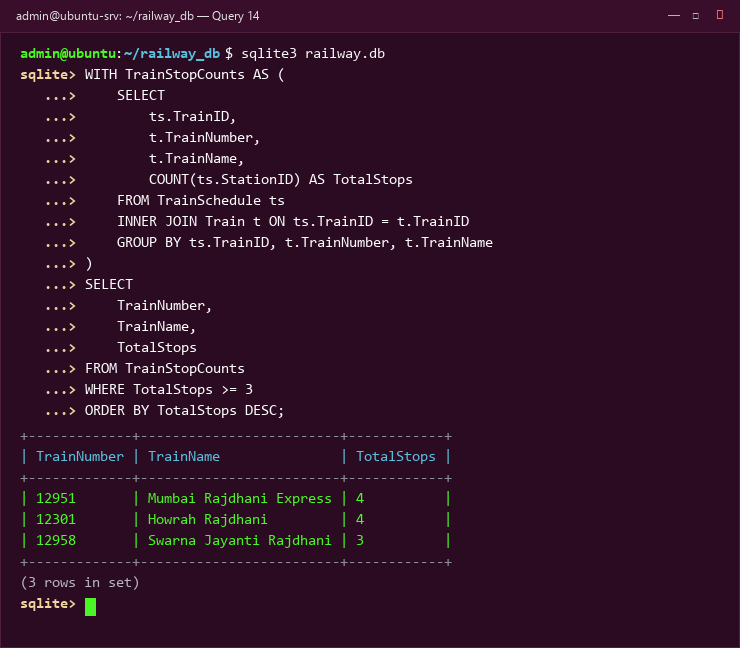 admin@ubuntu-srv: ~/railway_db — Query 14
admin@ubuntu:~/railway_db $ sqlite3 railway.db
sqlite> WITH TrainStopCounts AS (
   ...>     SELECT
   ...>         ts.TrainID,
   ...>         t.TrainNumber,
   ...>         t.TrainName,
   ...>         COUNT(ts.StationID) AS TotalStops
   ...>     FROM TrainSchedule ts
   ...>     INNER JOIN Train t ON ts.TrainID = t.TrainID
   ...>     GROUP BY ts.TrainID, t.TrainNumber, t.TrainName
   ...> )
   ...> SELECT
   ...>     TrainNumber,
   ...>     TrainName,
   ...>     TotalStops
   ...> FROM TrainStopCounts
   ...> WHERE TotalStops >= 3
   ...> ORDER BY TotalStops DESC;
+-------------+-------------------------+------------+
| TrainNumber | TrainName               | TotalStops |
+-------------+-------------------------+------------+
| 12951       | Mumbai Rajdhani Express | 4          |
| 12301       | Howrah Rajdhani         | 4          |
| 12958       | Swarna Jayanti Rajdhani | 3          |
+-------------+-------------------------+------------+
(3 rows in set)
sqlite>